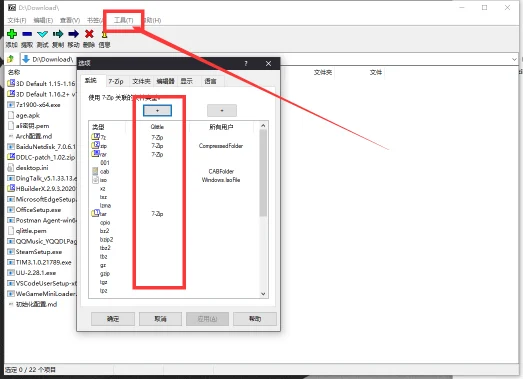 D:\Download\
文件(F) 编辑(E) 查看(V) 书签(A) 工具(T) 帮助(H)
添加 提取 测试 复制 移动 删除 信息
D:\Download\
名称 文件夹 文件
3D Default 1.15-1.16
3D Default 1.16.2+
7z1900-x64.exe
age.apk
ali密钥.pem
Arch配置.md
BaiduNetdisk_7.0.6.1
DDLC-patch_1.02.zip
desktop.ini
DingTalk_v5.1.33.13.e
HBuilderX.2.9.3.2020
MicrosoftEdgeSetup.
OfficeSetup.exe
Postman Agent-win64
pem
qlittle.pem
QQMusic_YQQDLPag
SteamSetup.exe
TIM3.1.0.21789.exe
UU-2.28.1.exe
VSCodeUserSetup-x6
WeGameMiniLoader.
初始化配置.md
选定 0 / 22 个项目
选项
系统 7-Zip 文件夹 编辑器 显示 语言
使用 7-Zip 关联的文件类型:
+ +
类型 Qlittle 所有用户
7z 7-Zip
zip 7-Zip CompressedFolder
rar 7-Zip
001
cab CABFolder
iso Windows.IsoFile
xz
txz
lzma
tar 7-Zip
cpio
bz2
bzip2
tbz2
tbz
gz
gzip
tgz
tpz
确定 取消 应用(A) 帮助